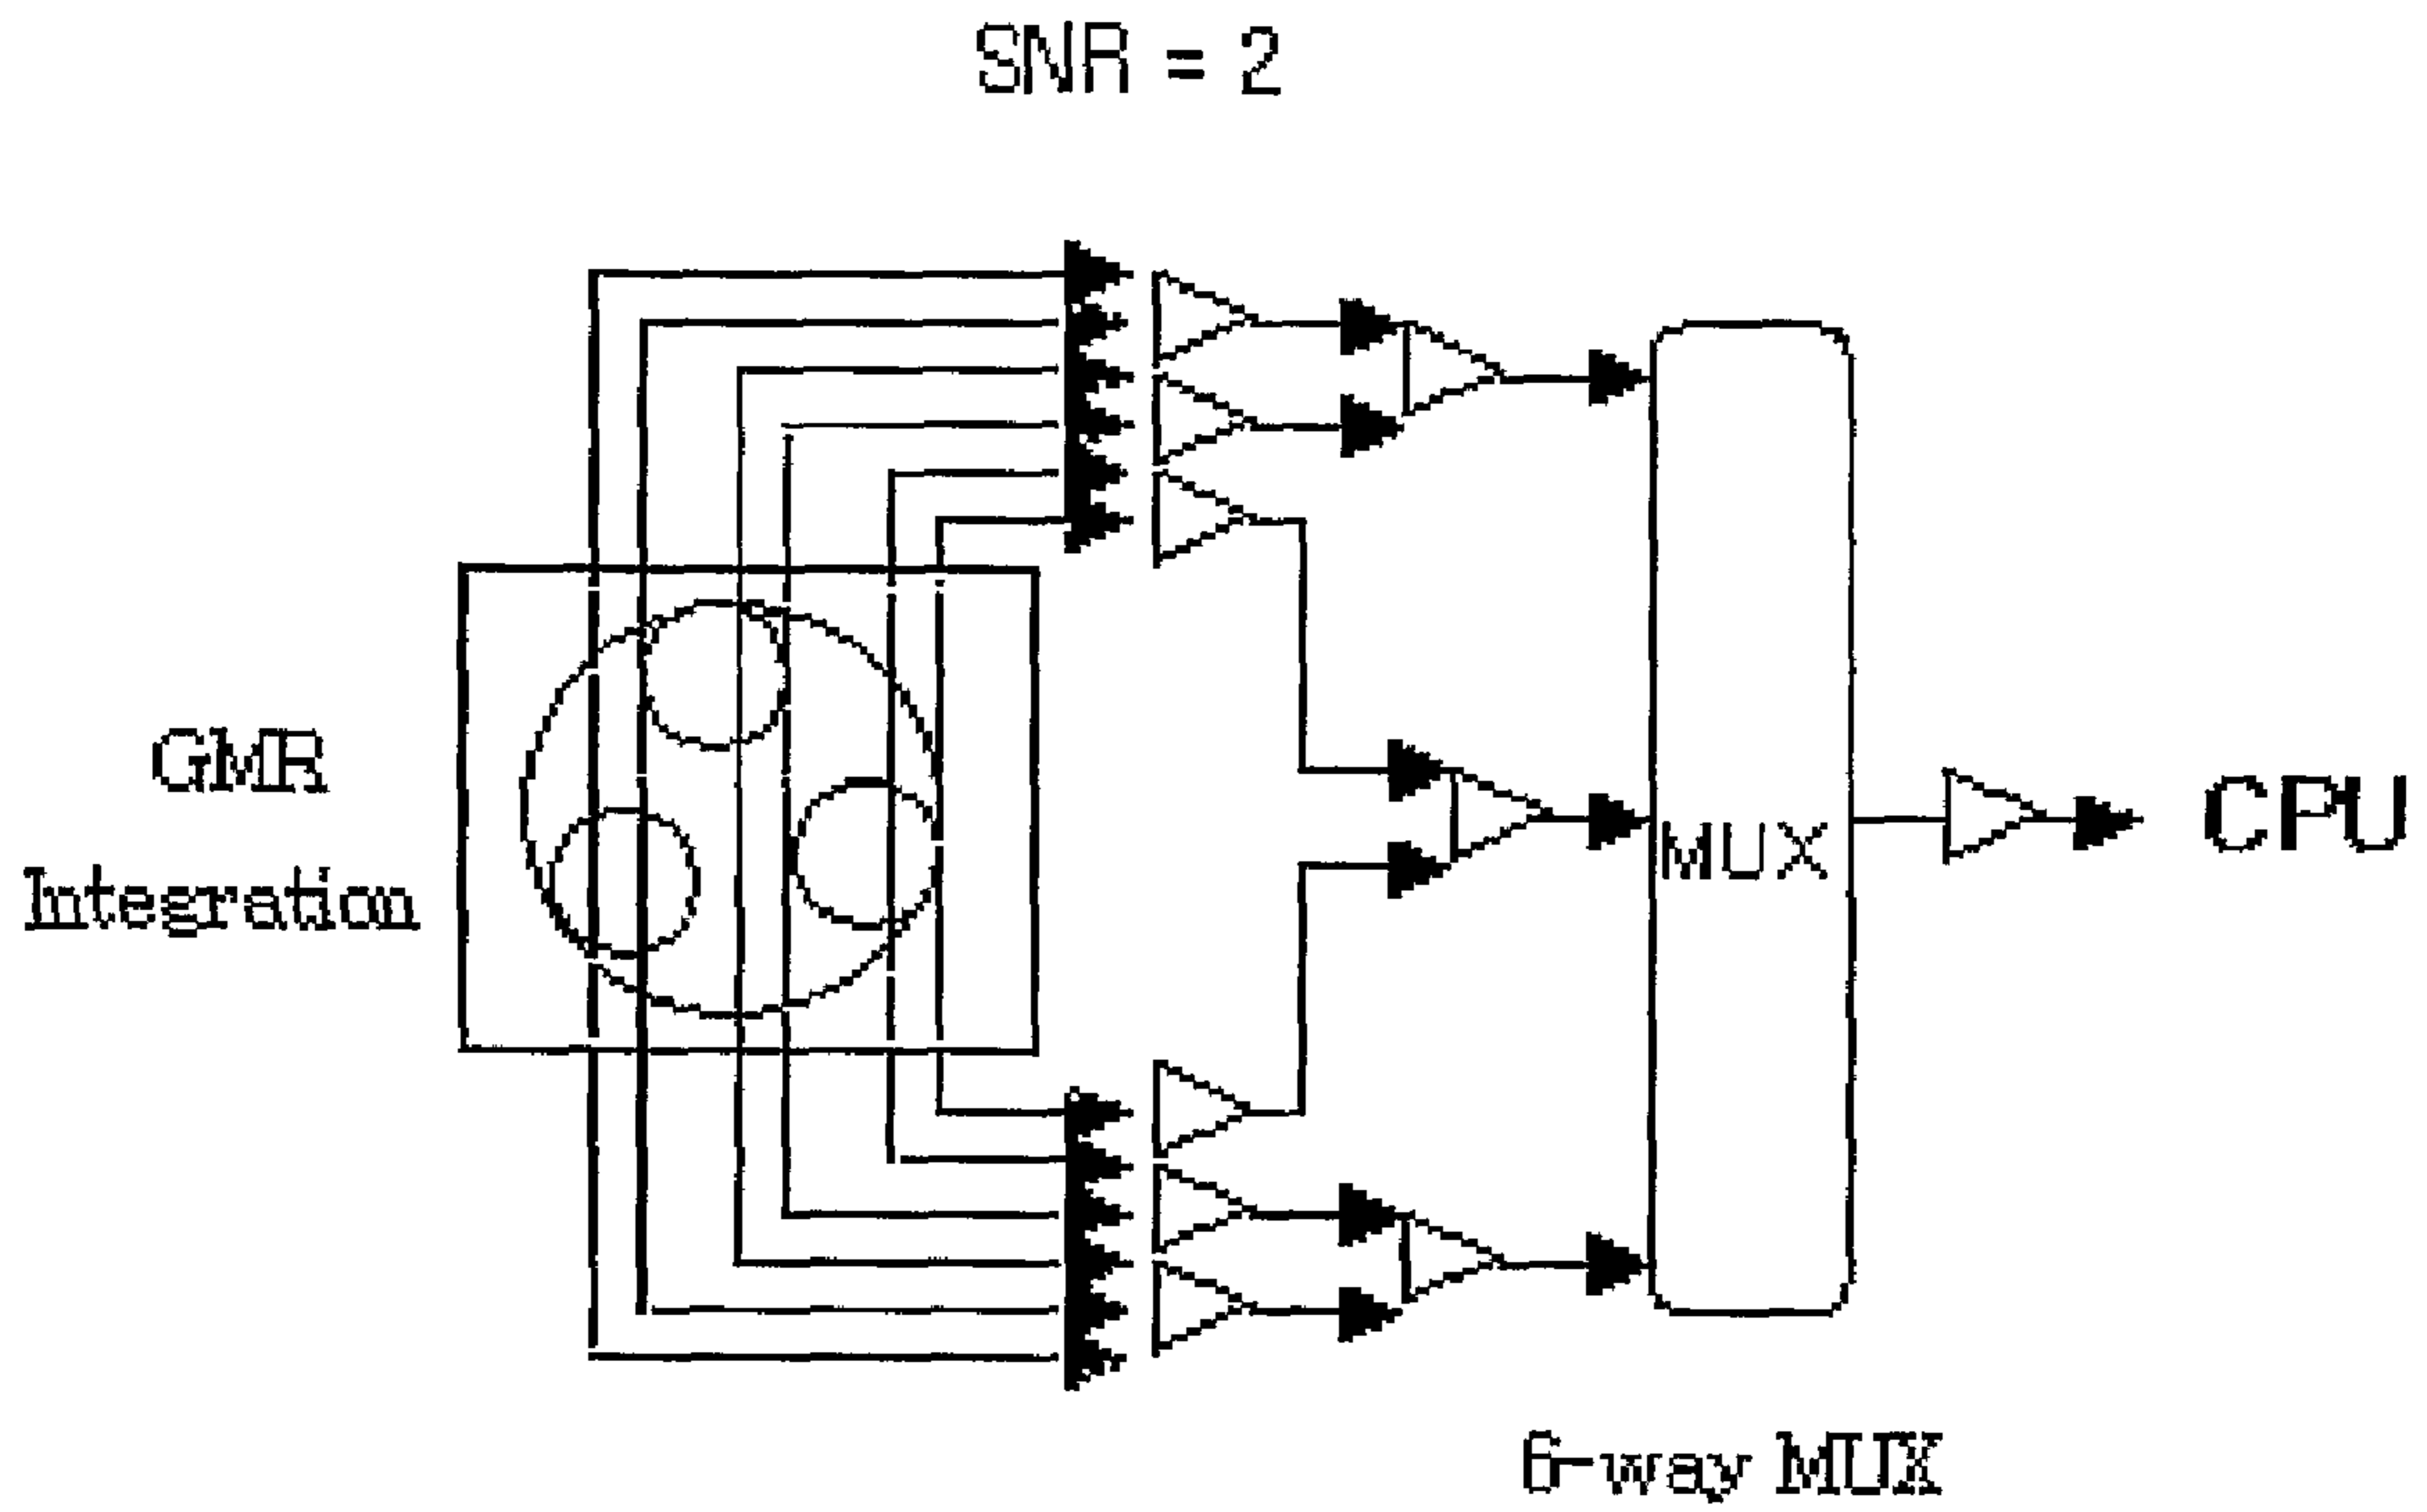 SNR = 2
GMR
Integration
MUX
CPU
6-way MUX